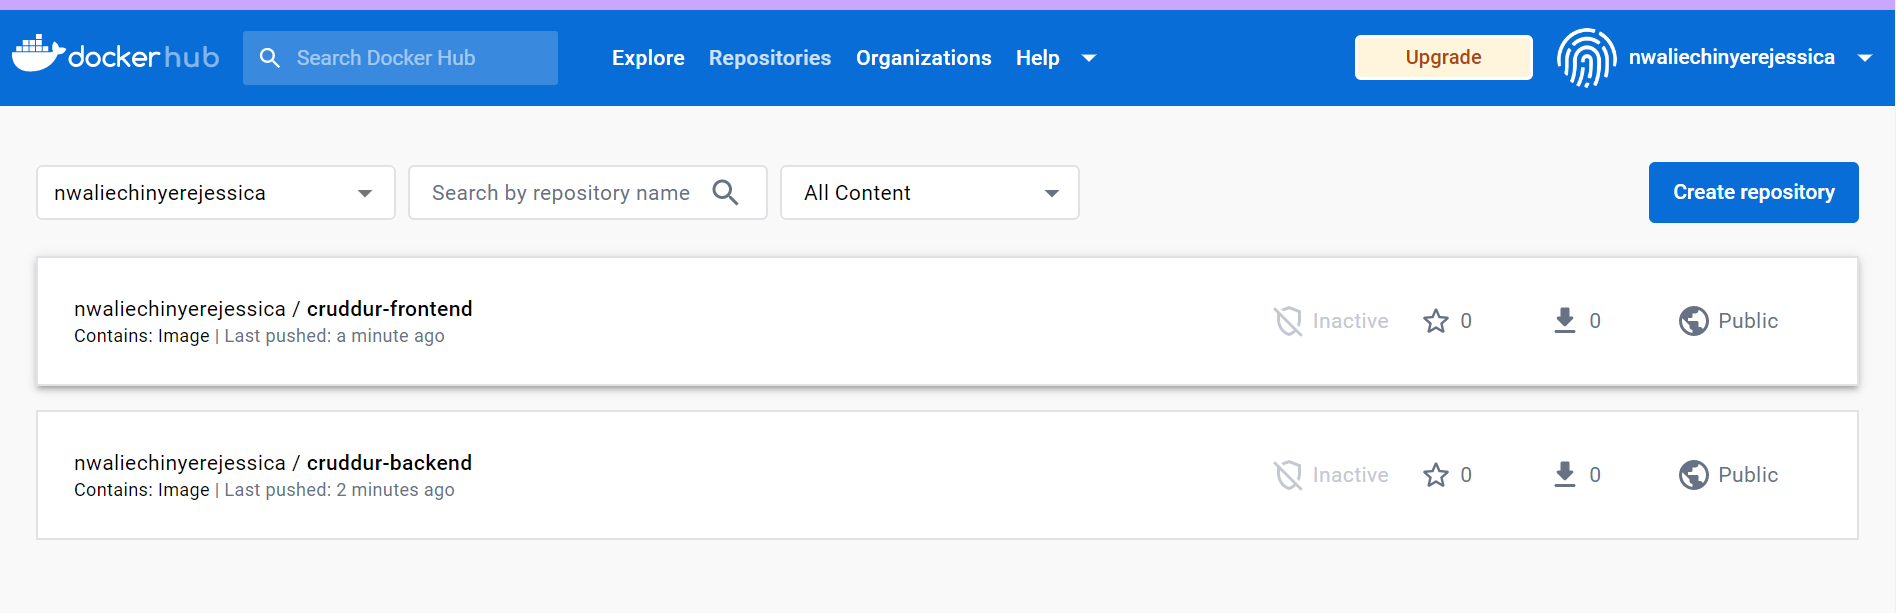 dockerhub Search Docker Hub Explore Repositories Organizations Help Upgrade nwaliechinyerejessica
nwaliechinyerejessica Search by repository name All Content Create repository
nwaliechinyerejessica / cruddur-frontend
Contains: Image | Last pushed: a minute ago
Inactive 0 0 Public
nwaliechinyerejessica / cruddur-backend
Contains: Image | Last pushed: 2 minutes ago
Inactive 0 0 Public